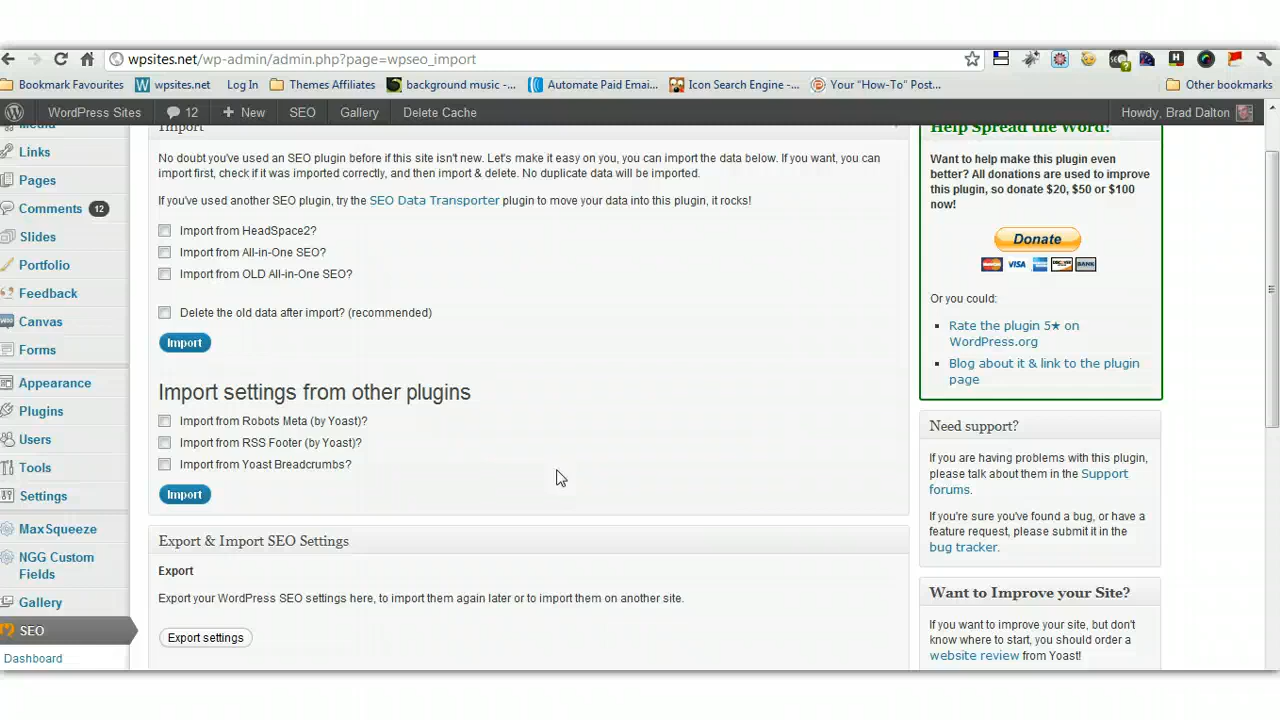 wpsites.net/wp-admin/admin.php?page=wpseo_import
Bookmark Favourites
wpsites.net
Log In
Themes Affiliates
background music -...
Automate Paid Emai...
Icon Search Engine -...
Your “How-To” Post...
Other bookmarks
WordPress Sites
12
+ New
SEO
Gallery
Delete Cache
Howdy, Brad Dalton
Media
Links
Pages
Comments 12
Slides
Portfolio
Feedback
Canvas
Forms
Appearance
Plugins
Users
Tools
Settings
MaxSqueeze
NGG Custom
Fields
Gallery
SEO
Dashboard
Import
No doubt you've used an SEO plugin before if this site isn't new. Let's make it easy on you, you can import the data below. If you want, you can
import first, check if it was imported correctly, and then import & delete. No duplicate data will be imported.
If you've used another SEO plugin, try the SEO Data Transporter plugin to move your data into this plugin, it rocks!
Import from HeadSpace2?
Import from All-in-One SEO?
Import from OLD All-in-One SEO?
Delete the old data after import? (recommended)
Import
Import settings from other plugins
Import from Robots Meta (by Yoast)?
Import from RSS Footer (by Yoast)?
Import from Yoast Breadcrumbs?
Import
Export & Import SEO Settings
Export
Export your WordPress SEO settings here, to import them again later or to import them on another site.
Export settings
Help Spread the Word!
Want to help make this plugin even
better? All donations are used to improve
this plugin, so donate $20, $50 or $100
now!
Donate
VISA
BANK
Or you could:
Rate the plugin 5★ on
WordPress.org
Blog about it & link to the plugin
page
Need support?
If you are having problems with this plugin,
please talk about them in the Support
forums.
If you're sure you've found a bug, or have a
feature request, please submit it in the
bug tracker.
Want to Improve your Site?
If you want to improve your site, but don't
know where to start, you should order a
website review from Yoast!